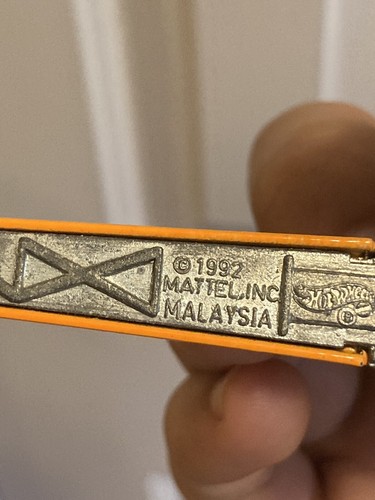 © 1992
MATTEL, INC
MALAYSIA
HOT WHEELS